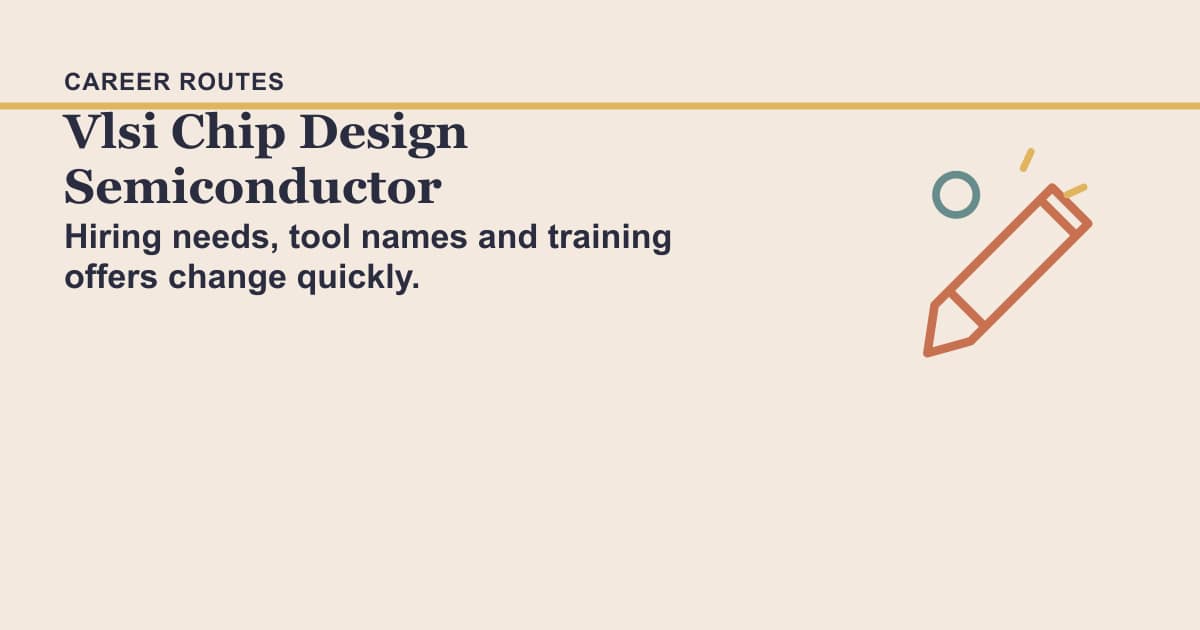 CAREER ROUTES
Vlsi Chip Design
Semiconductor
Hiring needs, tool names and training
offers change quickly.